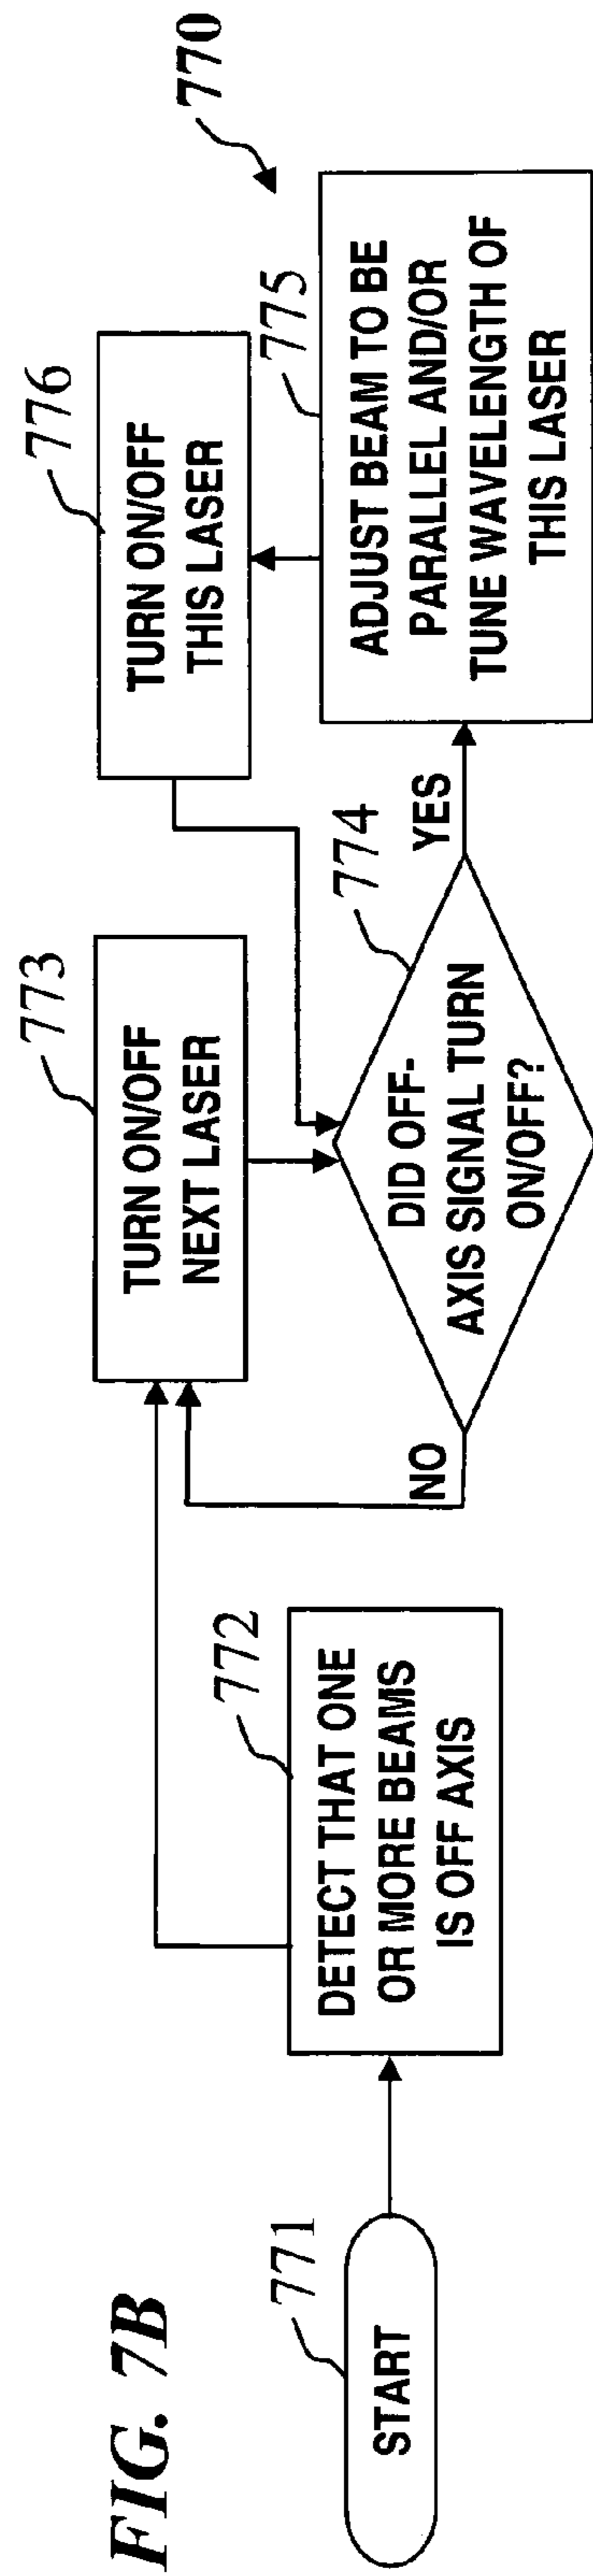 FIG. 7B
770
771
START
772
DETECT THAT ONE
OR MORE BEAMS
IS OFF AXIS
773
TURN ON/OFF
NEXT LASER
774
DID OFF-
AXIS SIGNAL TURN
ON/OFF?
NO
YES
775
ADJUST BEAM TO BE
PARALLEL AND/OR
TUNE WAVELENGTH OF
THIS LASER
776
TURN ON/OFF
THIS LASER